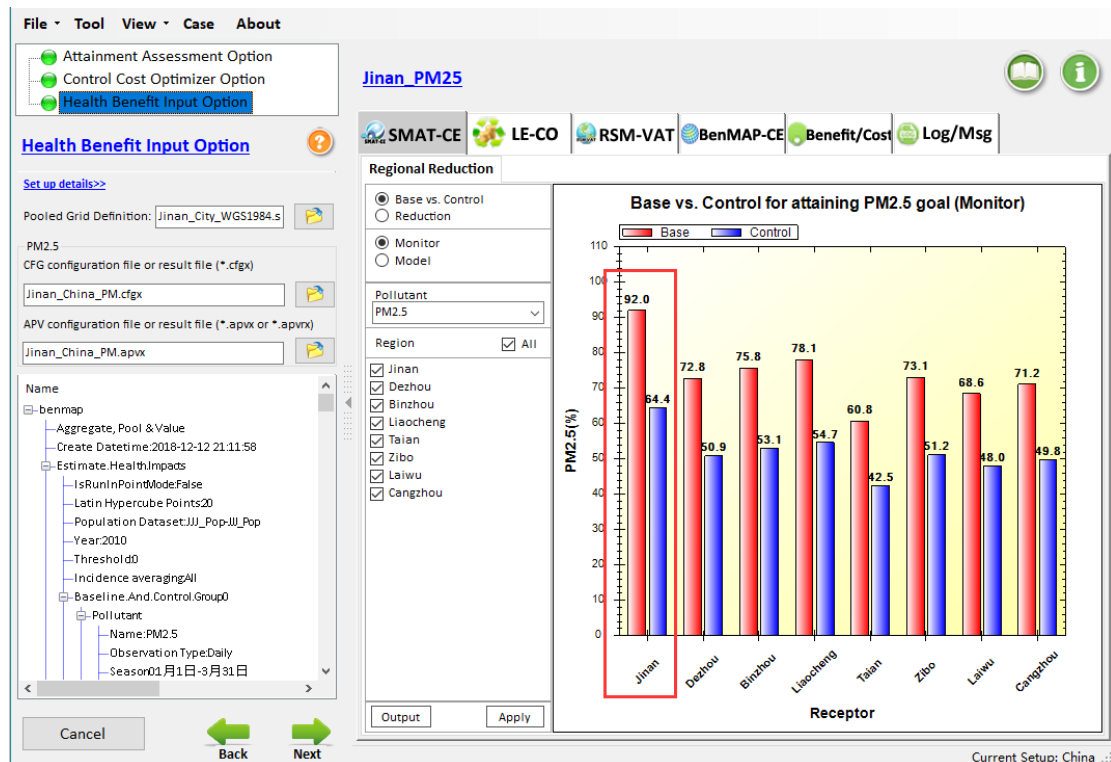 File Tool View Case About
Attainment Assessment Option
Control Cost Optimizer Option
Health Benefit Input Option
Health Benefit Input Option
Set up details>>
Pooled Grid Definition: Jinan_City_WGS1984.s
PM2.5
CFG configuration file or result file (*.cfgx)
Jinan_China_PM.cfgx
APV configuration file or result file (*.apvx or *.apvrx)
Jinan_China_PM.apvx
Name
benmap
Aggregate, Pool & Value
Create Datetime:2018-12-12 21:11:58
Estimate.Health.Impacts
IsRunInPointMode:False
Latin Hypercube Points20
Population Dataset:JJJ_Pop-JJJ_Pop
Year:2010
Threshold:0
Incidence averagingAll
Baseline.And.Control.Group0
Pollutant
Name:PM2.5
Observation Type:Daily
Season01月1日-3月31日
Cancel
Back
Next
Jinan_PM25
SMAT-CE LE-CO RSM-VAT BenMAP-CE Benefit/Cost Log/Msg
Regional Reduction
Base vs. Control
Reduction
Monitor
Model
Pollutant
PM2.5
Region All
Jinan
Dezhou
Binzhou
Liaocheng
Taian
Zibo
Laiwu
Cangzhou
Output Apply
Base vs. Control for attaining PM2.5 goal (Monitor)
Base Control
PM2.5(%)
110
100
90
80
70
60
50
40
30
20
10
0
92.0 64.4 72.8 50.9 75.8 53.1 78.1 54.7 60.8 42.5 73.1 51.2 68.6 48.0 71.2 49.8
Jinan Dezhou Binzhou Liaocheng Taian Zibo Laiwu Cangzhou
Receptor
Current Setup: China